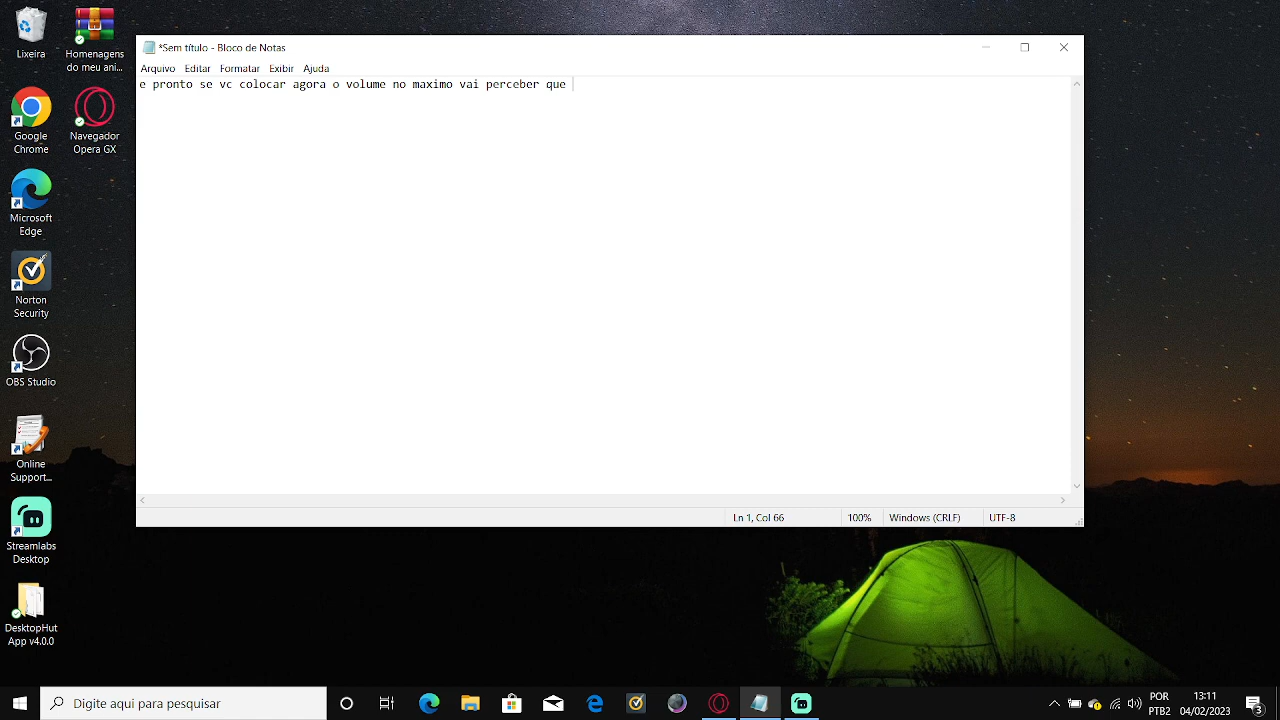 Lixeira
Homenagens
do meu ani...
Google
Chrome
Navegador
Opera GX
Microsoft
Edge
Norton
Security
OBS Studio
Online
Support...
Streamlabs
Desktop
DesktopHut
App v4.0.0
*Sem título - Bloco de Notas
Arquivo Editar Formatar Exibir Ajuda
e pronto se vc colocar agora o volume no maximo vai perceber que
Ln 1, Col 66 100% Windows (CRLF) UTF-8
Digite aqui para pesquisar
POR
PTB2
13:11
04/02/2023
3